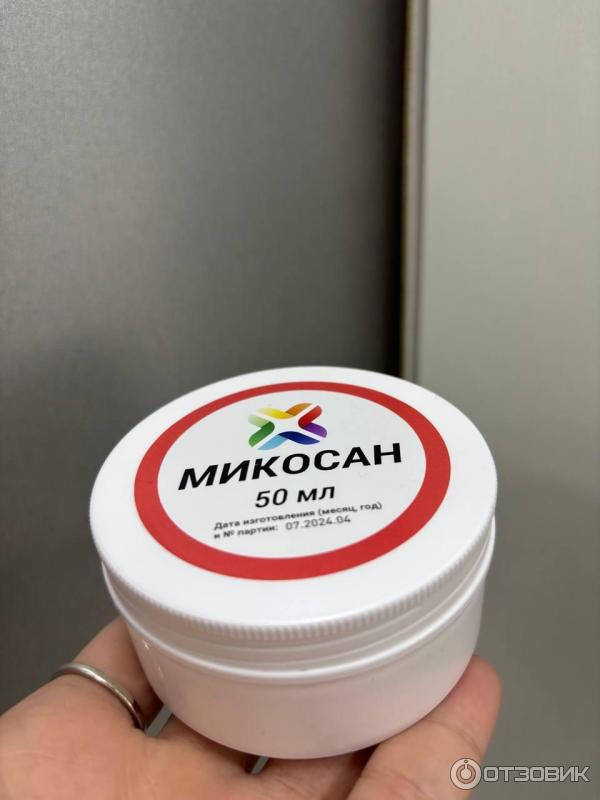 МИКОСАН
50 мл
Дата изготовления (месяц, год)
и № партии: 07.2024.04
ОТЗОВИК